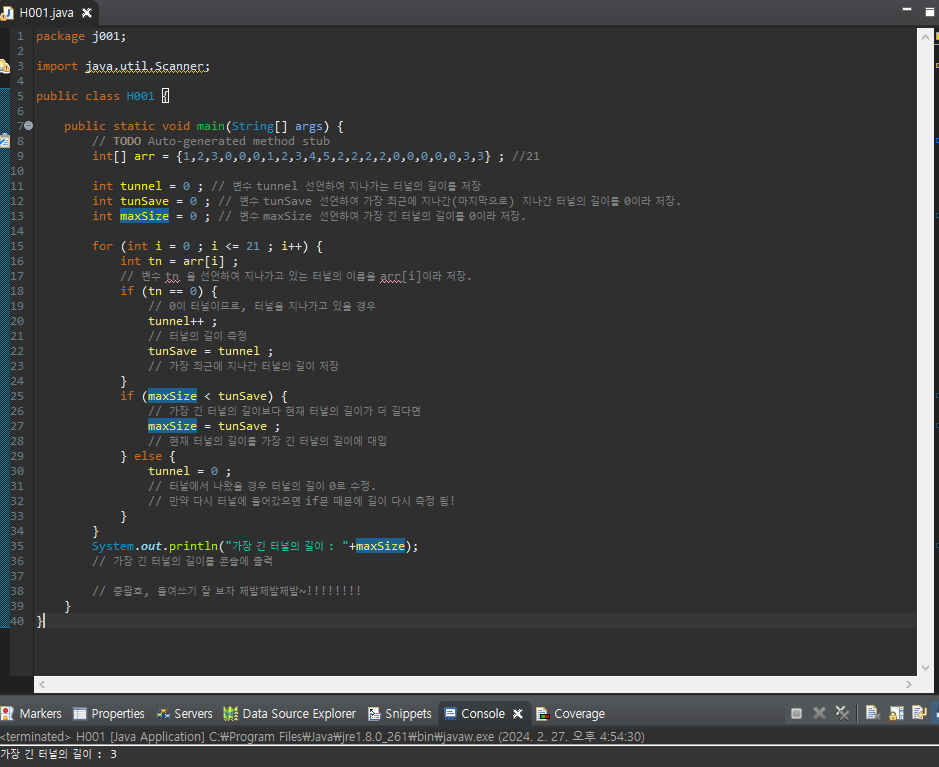 H001.java
1 package j001;
2
3 import java.util.Scanner;
4
5 public class H001 {
6
7 public static void main(String[] args) {
8 // TODO Auto-generated method stub
9 int[] arr = {1,2,3,0,0,0,1,2,3,4,5,2,2,2,2,0,0,0,0,0,3,3} ; //21
10
11 int tunnel = 0 ; // 변수 tunnel 선언하여 지나가는 터널의 길이를 저장
12 int tunSave = 0 ; // 변수 tunSave 선언하여 가장 최근에 지나간(마지막으로) 지나간 터널의 길이를 0이라 저장.
13 int maxSize = 0 ; // 변수 maxSize 선언하여 가장 긴 터널의 길이를 0이라 저장.
14
15 for (int i = 0 ; i <= 21 ; i++) {
16 int tn = arr[i] ;
17 // 변수 tn 을 선언하여 지나가고 있는 터널의 이름을 arr[i]이라 저장.
18 if (tn == 0) {
19 // 0이 터널이므로, 터널을 지나가고 있을 경우
20 tunnel++ ;
21 // 터널의 길이 측정
22 tunSave = tunnel ;
23 // 가장 최근에 지나간 터널의 길이 저장
24 }
25 if (maxSize < tunSave) {
26 // 가장 긴 터널의 길이보다 현재 터널의 길이가 더 길다면
27 maxSize = tunSave ;
28 // 현재 터널의 길이를 가장 긴 터널의 길이에 대입
29 } else {
30 tunnel = 0 ;
31 // 터널에서 나왔을 경우 터널의 길이 0로 수정.
32 // 만약 다시 터널에 들어갔으면 if문 때문에 길이 다시 측정 됨!
33 }
34 }
35 System.out.println("가장 긴 터널의 길이 : "+maxSize);
36 // 가장 긴 터널의 길이를 콘솔에 출력
37
38 // 중괄호, 들여쓰기 잘 보자 제발제발제발~!!!!!!!!
39 }
40 }
Markers Properties Servers Data Source Explorer Snippets Console Coverage
<terminated> H001 [Java Application] C:₩Program Files₩Java₩jre1.8.0_261₩bin₩javaw.exe (2024. 2. 27. 오후 4:54:30)
가장 긴 터널의 길이 : 3